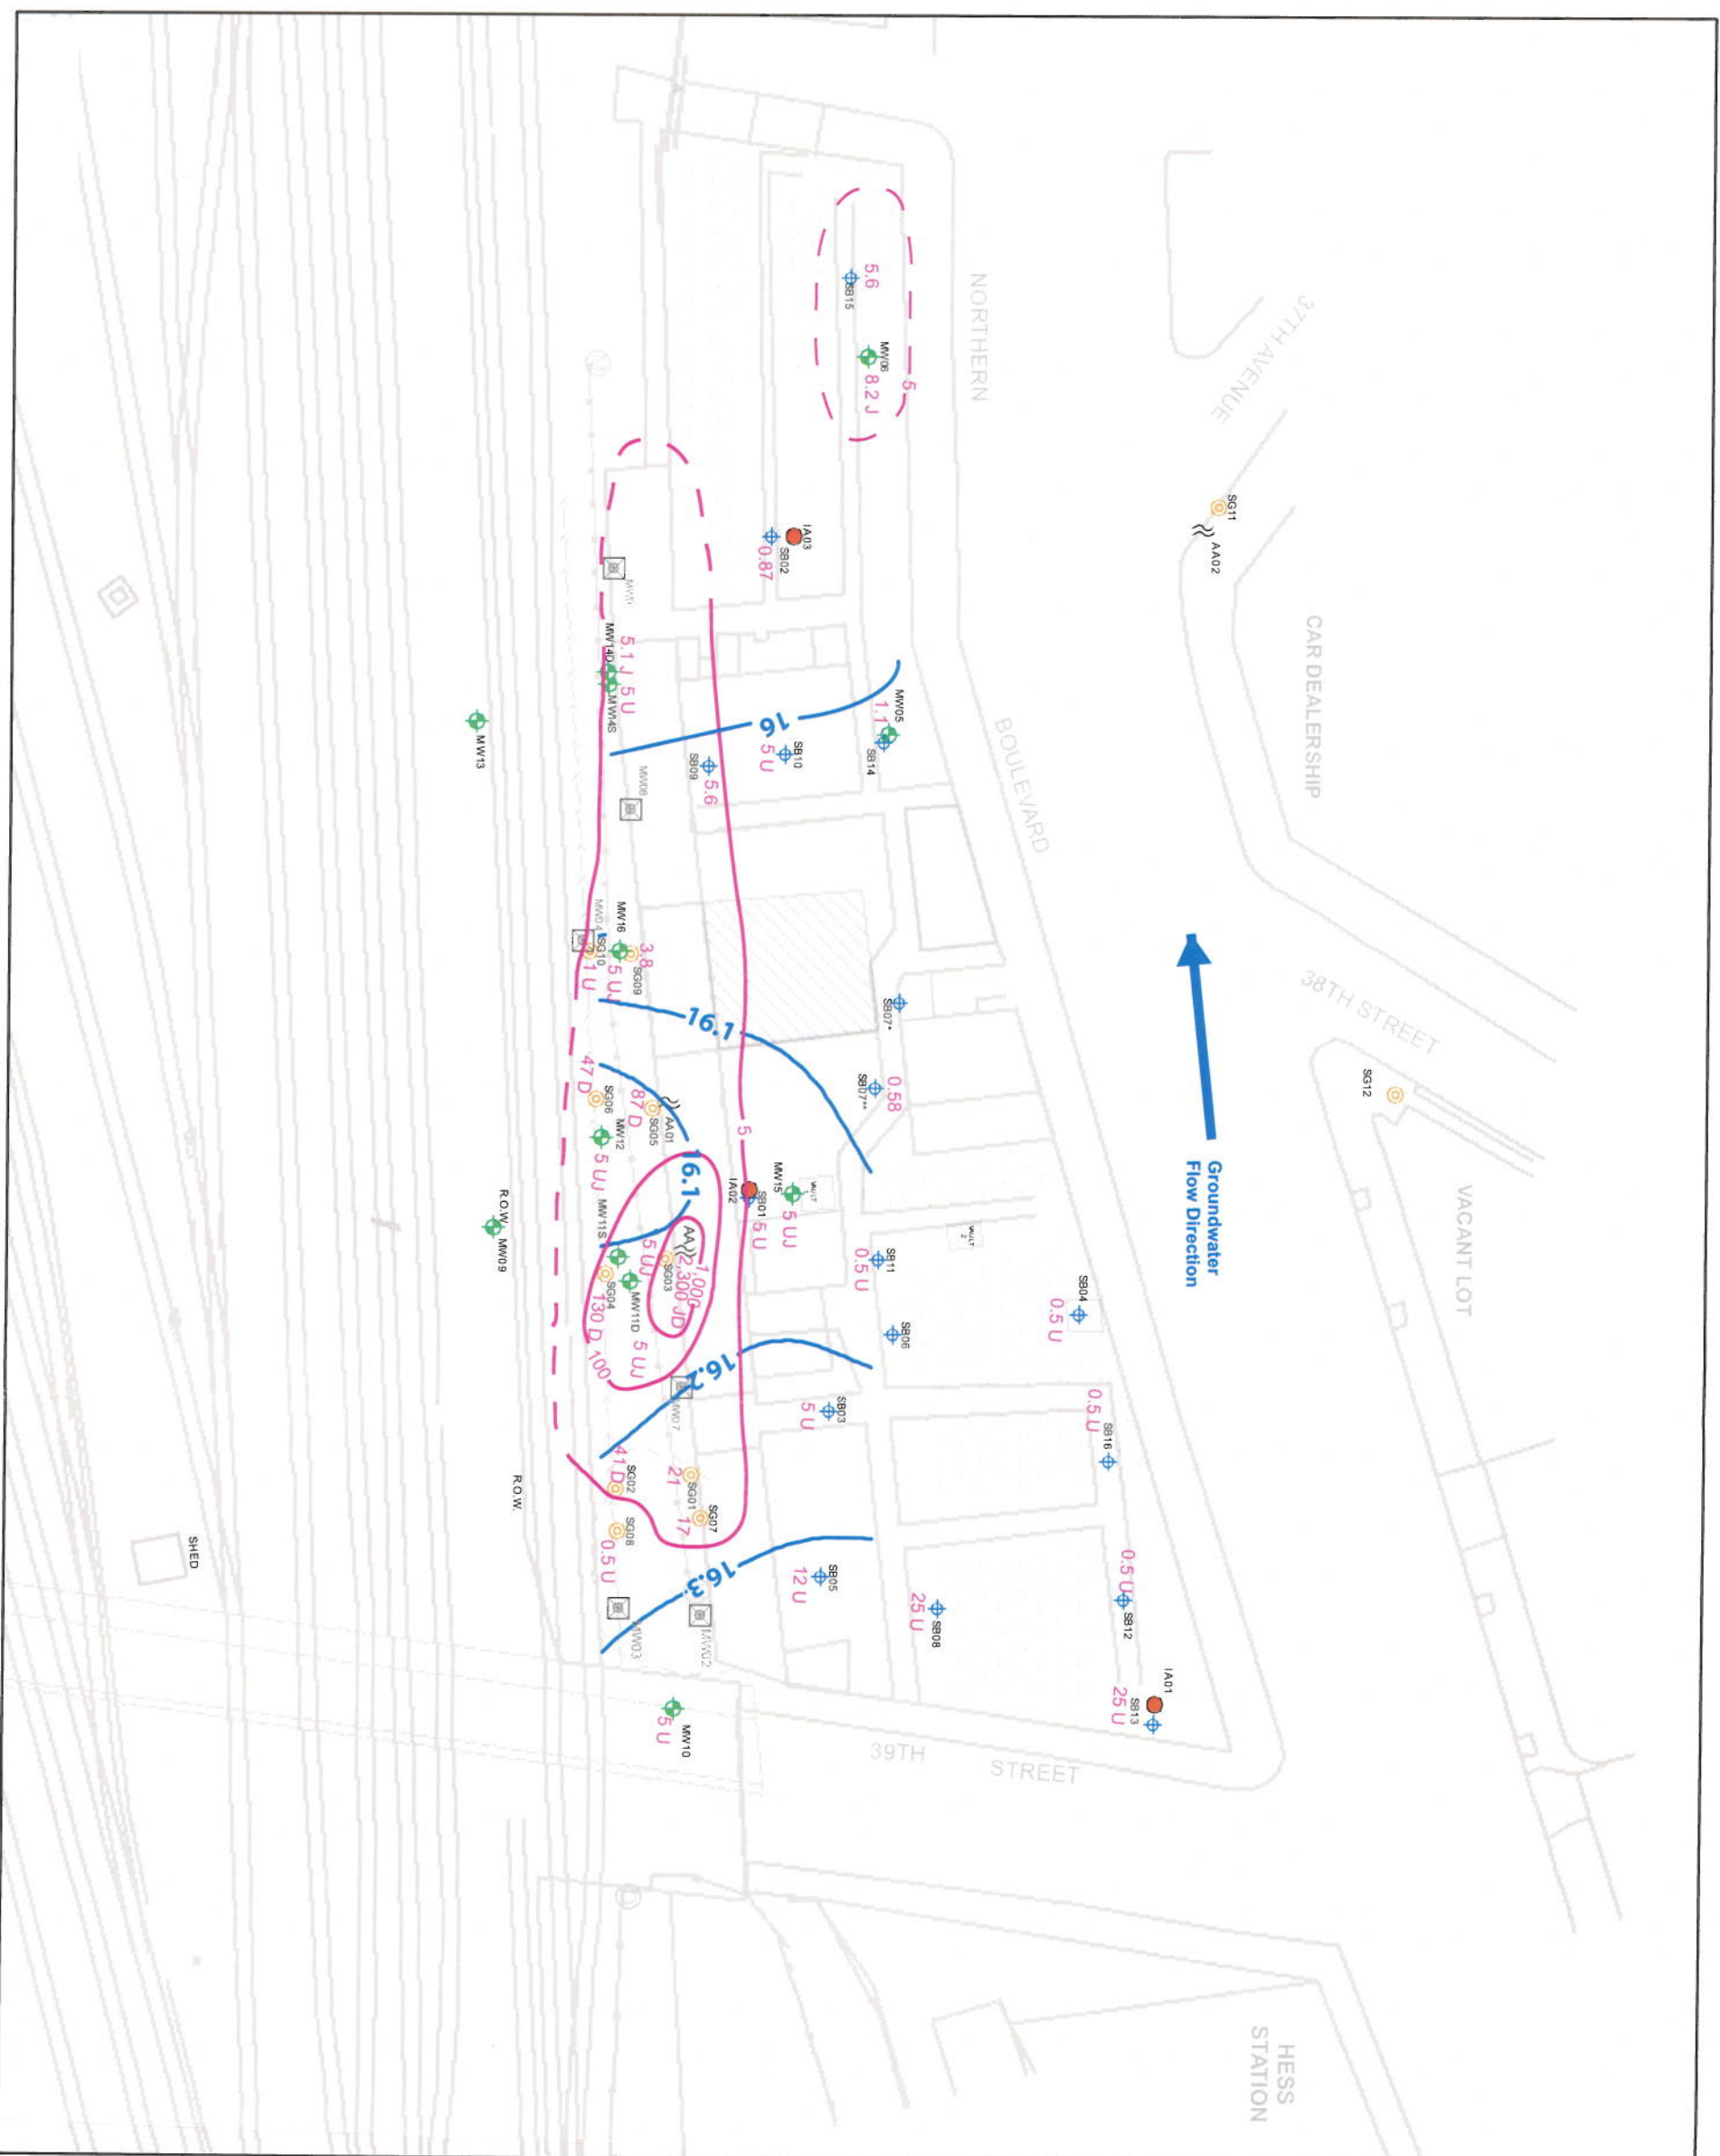 37TH AVENUE
NORTHERN
BOULEVARD
CAR DEALERSHIP
38TH STREET
VACANT LOT
39TH
STREET
HESS
STATION
SHED
R.O.W.
R.O.W.
Groundwater
Flow Direction
SG11
AA02
SG12
5.6
SB15
MW06
8.2 J
5
IA03
SB02
0.87
5.1 J
5 U
MW14D
MW14S
MW13
16
MW05
1.1
SB14
SB10
5 U
SB09
5.6
MW08
MW04
MW16
SG10
1 U
5 UJ
3.8
SG09
16.1
SB07*
SB07**
0.58
47 D
SG06
87 D
SG05
AA01
MW12
5 UJ
16.1
5
IA02
SB01
5 U
MW15
5 UJ
VAULT
VAULT
2
MW09
MW11S
5 UJ
SG03
AA
1,000
2,300 JD
SG04
130 D
MW11D
5 UJ
100
SB11
0.5 U
SB06
SB04
0.5 U
16.2
MW07
SB03
5 U
0.5 U
SB16
41 D
SG02
21
SG01
17
SG07
SG08
0.5 U
16.3
SB05
12 U
SB08
25 U
0.5 U
SB12
IA01
SB13
25 U
MW03
MW02
MW10
5 U